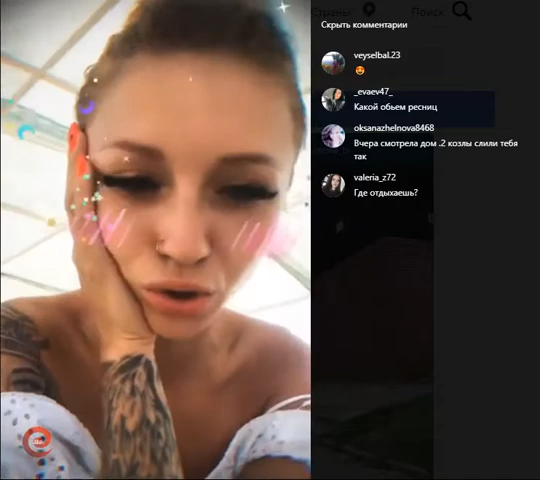 Страны
Поиск
Скрыть комментарии
veyselbal.23
_evaev47_
Какой обьем ресниц
oksanazhelnova8468
Вчера смотрела дом .2 козлы слили тебя
так
valeria_z72
Где отдыхаешь?